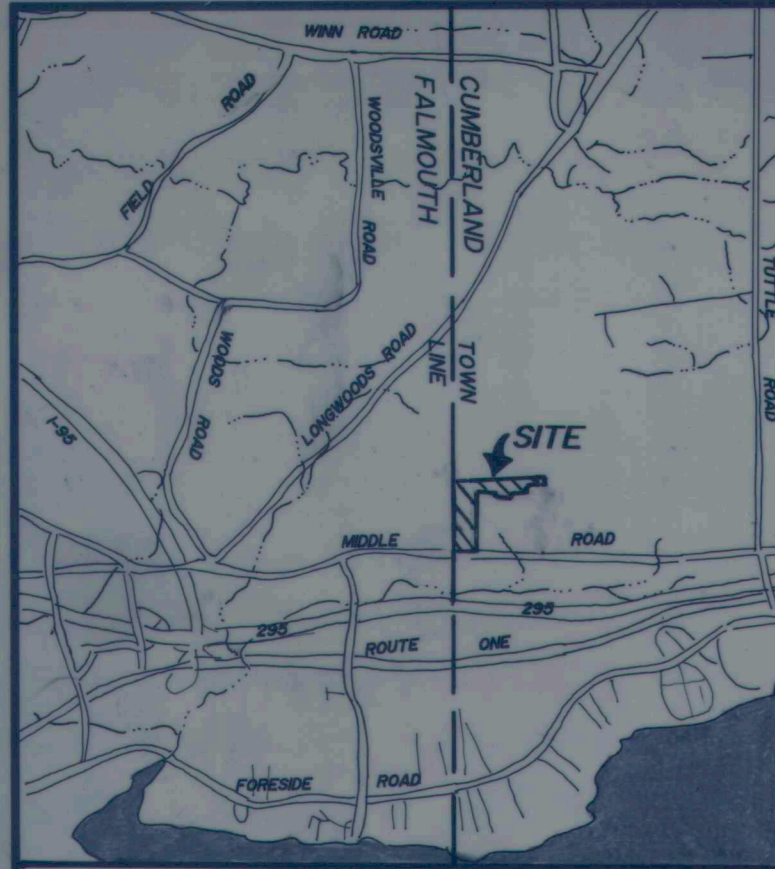 WINN ROAD
CUMBERLAND
FALMOUTH
ROAD
FIELD
WOODSVILLE
ROAD
TUTTLE
ROAD
WOODS
ROAD
LONGWOODS ROAD
TOWN
LINE
I-95
SITE
MIDDLE
ROAD
295
295
ROUTE
ONE
FORESIDE
ROAD